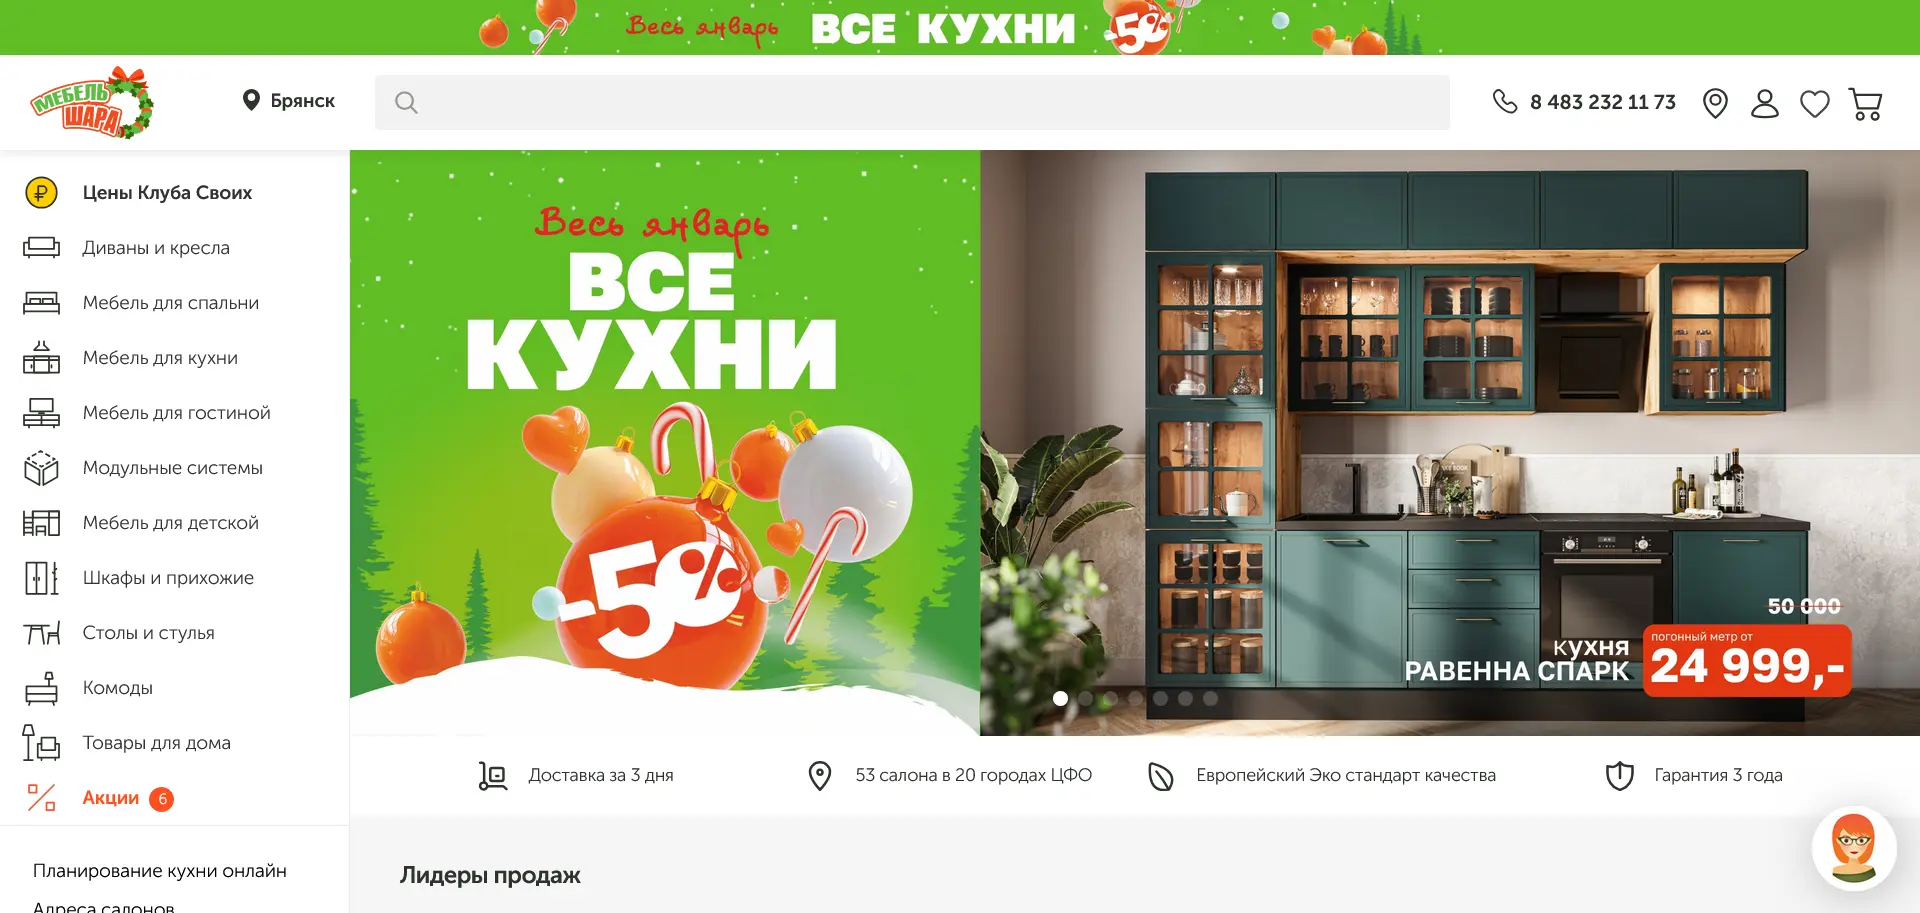 Весь январь ВСЕ КУХНИ -50%
МЕБЕЛЬ
ШАРА
Брянск
8 483 232 11 73
Цены Клуба Своих
Диваны и кресла
Мебель для спальни
Мебель для кухни
Мебель для гостиной
Модульные системы
Мебель для детской
Шкафы и прихожие
Столы и стулья
Комоды
Товары для дома
Акции 6
Планирование кухни онлайн
Адреса салонов
Весь январь
ВСЕ
КУХНИ
-50%
50 000
погонный метр от
КУХНЯ
РАВЕННА СПАРК
24 999,-
Доставка за 3 дня
53 салона в 20 городах ЦФО
Европейский Эко стандарт качества
Гарантия 3 года
Лидеры продаж